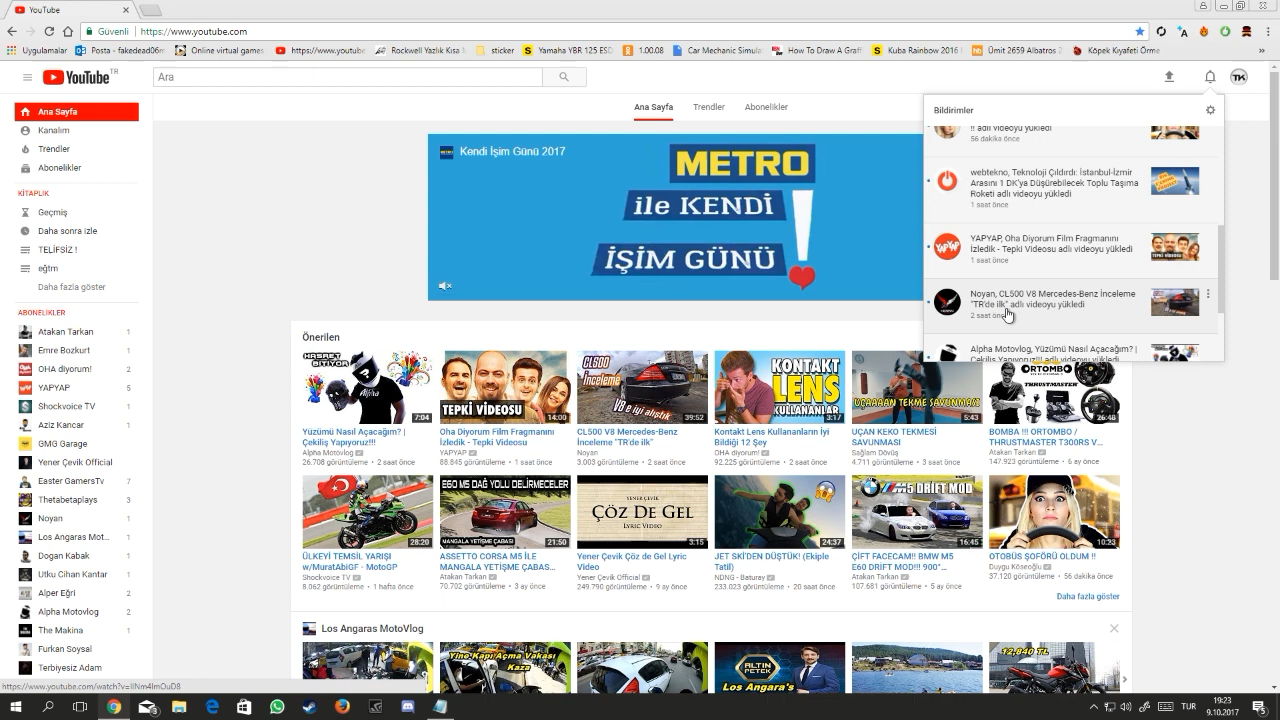 YouTube
Güvenli
https://www.youtube.com
Uygulamalar
Posta - fakedead06m
Online virtual games
https://www.youtube
Rockwell Yazlık Kısa
sticker
Yamaha YBR 125 ESD
1.00.08
Car Mechanic Simula
How To Draw A Graff
Kuba Rainbow 2016
Ümit 2659 Albatros 2
Köpek Kıyafeti Örme
YouTube TR
Ara
TK
Ana Sayfa
Trendler
Abonelikler
Ana Sayfa
Kanalım
Trendler
Abonelikler
KİTAPLIK
Geçmiş
Daha sonra izle
TELİFSİZ !
eğtm
Daha fazla göster
ABONELİKLER
Atakan Tarkan 1
Emre Bozkurt 1
OHA diyorum! 2
YAPYAP 5
Shockvoice TV 1
Aziz Kancar 1
GMG Garage
Yener Çevik Official
Easter GamersTv 7
Thetabetaplays 3
Noyan 1
Los Angaras Mot... 1
Dogan Kabak 1
Utku Cihan Kantar 1
Alper Eğri 2
Alpha Motovlog 2
The Makina 1
Furkan Soysal
Terbiyesiz Adam
Kendi İşim Günü 2017
METRO
ile KENDİ
İŞİM GÜNÜ
!
Bildirimler
!! adlı videoyu yükledi
56 dakika önce
webtekno, Teknoloji Çıldırdı: İstanbul-İzmir
Arasını 1 DK'ya Düşürebilecek Toplu Taşıma
Roketi adlı videoyu yükledi
1 saat önce
YAPYAP, Oha Diyorum Film Fragmanını
İzledik - Tepki Videosu adlı videoyu yükledi
1 saat önce
Noyan, CL500 V8 Mercedes-Benz İnceleme
"TR'de ilk" adlı videoyu yükledi
2 saat önce
Alpha Motovlog, Yüzümü Nasıl Açacağım? |
Çekiliş Yapıyoruz!!! adlı videoyu yükledi
Önerilen
HASRET
BİTİYOR
Alpha
7:04
Yüzümü Nasıl Açacağım? |
Çekiliş Yapıyoruz!!!
Alpha Motovlog
26.708 görüntüleme • 2 saat önce
TEPKİ VİDEOSU
14:00
Oha Diyorum Film Fragmanını
İzledik - Tepki Videosu
YAPYAP
88.845 görüntüleme • 1 saat önce
CL500
inceleme
V8 e iyi alıştık
39:52
CL500 V8 Mercedes-Benz
İnceleme "TR'de ilk"
Noyan
3.003 görüntüleme • 2 saat önce
KONTAKT
LENS
KULLANANLAR
3:17
Kontakt Lens Kullananların İyi
Bildiği 12 Şey
OHA diyorum!
92.225 görüntüleme • 2 saat önce
UÇAAAN TEKME SAVUNMASI
5:43
UÇAN KEKO TEKMESİ
SAVUNMASI
Sağlam Dövüş
4.711 görüntüleme • 3 saat önce
ORTOMBO
THRUSTMASTER
26:48
BOMBA !!! ORTOMBO /
THRUSTMASTER T300RS V...
Atakan Tarkan
147.923 görüntüleme • 6 ay önce
28:20
ÜLKEYİ TEMSİL YARIŞI
w/MuratAbiGF - MotoGP
Shockvoice TV
8.062 görüntüleme • 1 hafta önce
E60 M5 DAĞ YOLU DELİRMECELER
MANGALA YETİŞME ÇABASI
21:50
ASSETTO CORSA M5 İLE
MANGALA YETİŞME ÇABAS...
Atakan Tarkan
70.702 görüntüleme • 3 ay önce
YENER ÇEVİK
ÇÖZ DE GEL
LYRIC VIDEO
3:15
Yener Çevik Çöz de Gel Lyric
Video
Yener Çevik Official
249.790 görüntüleme • 9 ay önce
24:37
JET SKİ'DEN DÜŞTÜK! (Ekiple
Tatil)
NDNG - Baturay
233.023 görüntüleme • 20 saat önce
M5 DRİFT MOD
16:45
ÇİFT FACECAM!! BMW M5
E60 DRİFT MOD!!! 900°...
Atakan Tarkan
107.681 görüntüleme • 5 ay önce
10:23
OTOBÜS ŞOFÖRÜ OLDUM !!
Duygu Köseoğlu
37.120 görüntüleme • 56 dakika önce
Daha fazla göster
Los Angaras MotoVlog
Yine Kapı Açma Vakası
Kaza
ALTIN
PETEK
Los Angara's
12,840 TL
https://www.youtube.com/watch?v=IlNm4ImOuD8
TUR
19:23
9.10.2017